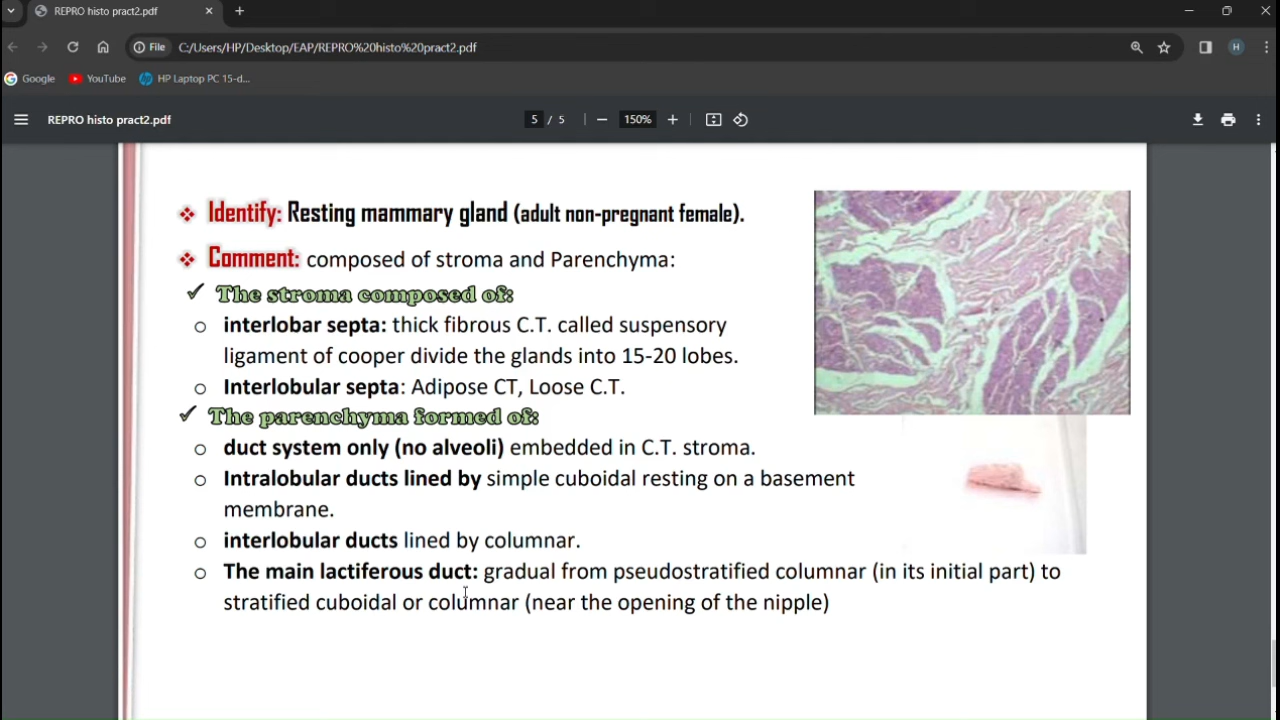 REPRO histo pract2.pdf
File
C:/Users/HP/Desktop/EAP/REPRO%20histo%20pract2.pdf
H
Google
YouTube
HP Laptop PC 15-d...
REPRO histo pract2.pdf
5 / 5
150%
❖ Identify: Resting mammary gland (adult non-pregnant female).
❖ Comment: composed of stroma and Parenchyma:
✓ The stroma composed of:
o interlobar septa: thick fibrous C.T. called suspensory
ligament of cooper divide the glands into 15-20 lobes.
o Interlobular septa: Adipose CT, Loose C.T.
✓ The parenchyma formed of:
o duct system only (no alveoli) embedded in C.T. stroma.
o Intralobular ducts lined by simple cuboidal resting on a basement
membrane.
o interlobular ducts lined by columnar.
o The main lactiferous duct: gradual from pseudostratified columnar (in its initial part) to
stratified cuboidal or columnar (near the opening of the nipple)